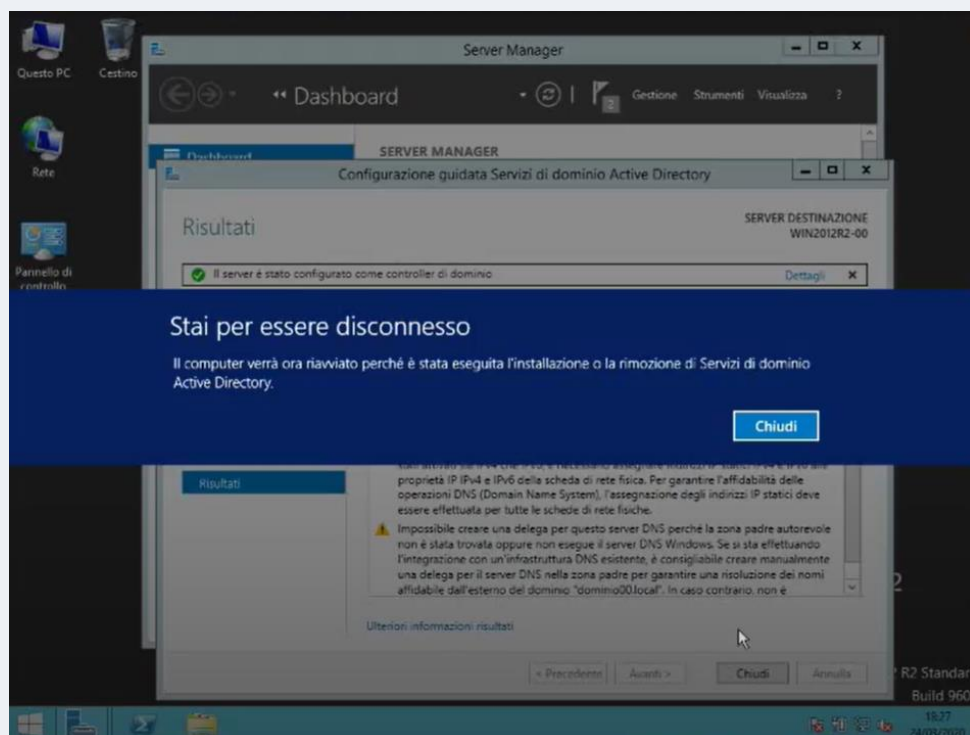 Questo PC
Cestino
Server Manager
Dashboard
2
Gestione Strumenti Visualizza ?
Dashboard
SERVER MANAGER
Rete
Configurazione guidata Servizi di dominio Active Directory
Risultati
SERVER DESTINAZIONE
WIN2012R2-00
Il server è stato configurato come controller di dominio
Dettagli
Pannello di
controllo
Stai per essere disconnesso
Il computer verrà ora riavviato perché è stata eseguita l'installazione o la rimozione di Servizi di dominio
Active Directory.
Chiudi
Risultati
proprietà IP IPv4 e IPv6 della scheda di rete fisica. Per garantire l'affidabilità delle
operazioni DNS (Domain Name System), l'assegnazione degli indirizzi IP statici deve
essere effettuata per tutte le schede di rete fisiche.
Impossibile creare una delega per questo server DNS perché la zona padre autorevole
non è stata trovata oppure non esegue il server DNS Windows. Se si sta effettuando
l'integrazione con un'infrastruttura DNS esistente, è consigliabile creare manualmente
una delega per il server DNS nella zona padre per garantire una risoluzione dei nomi
affidabile dall'esterno del dominio "dominio00.local". In caso contrario, non è
Ulteriori informazioni risultati
< Precedente Avanti > Chiudi Annulla
R2 Standar
Build 960
18:27
24/03/2020